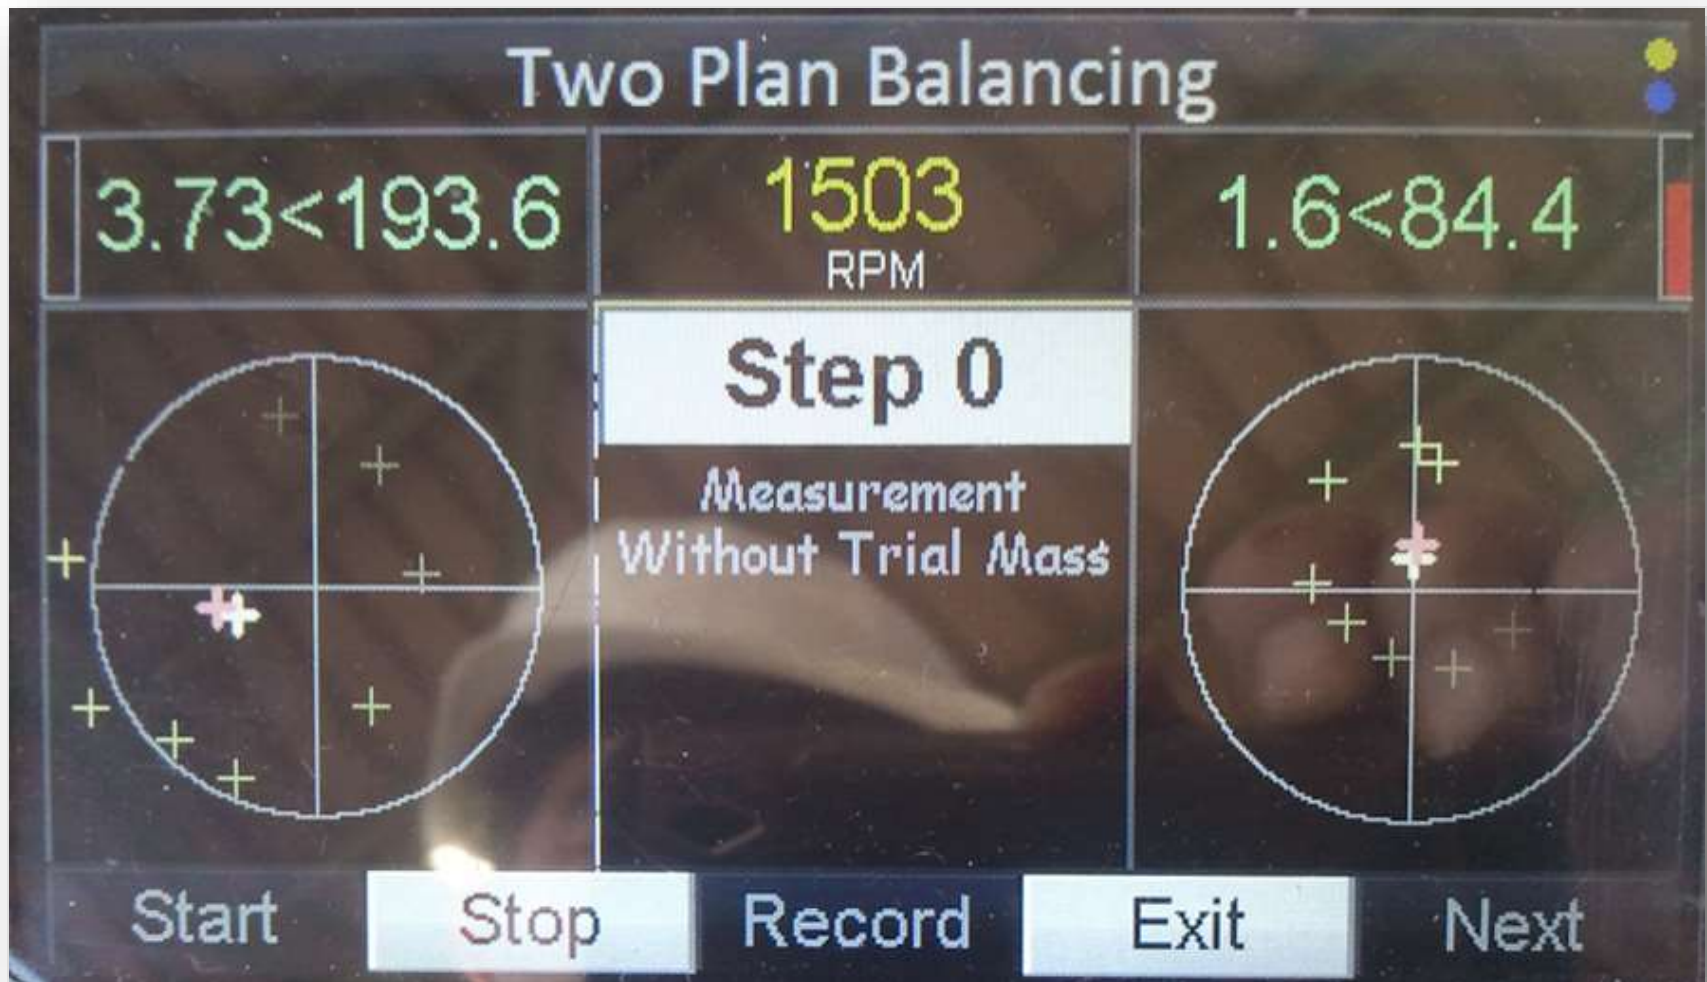 Two Plan Balancing
3.73<193.6
1503
RPM
1.6<84.4
Step 0
Measurement
Without Trial Mass
Start
Stop
Record
Exit
Next